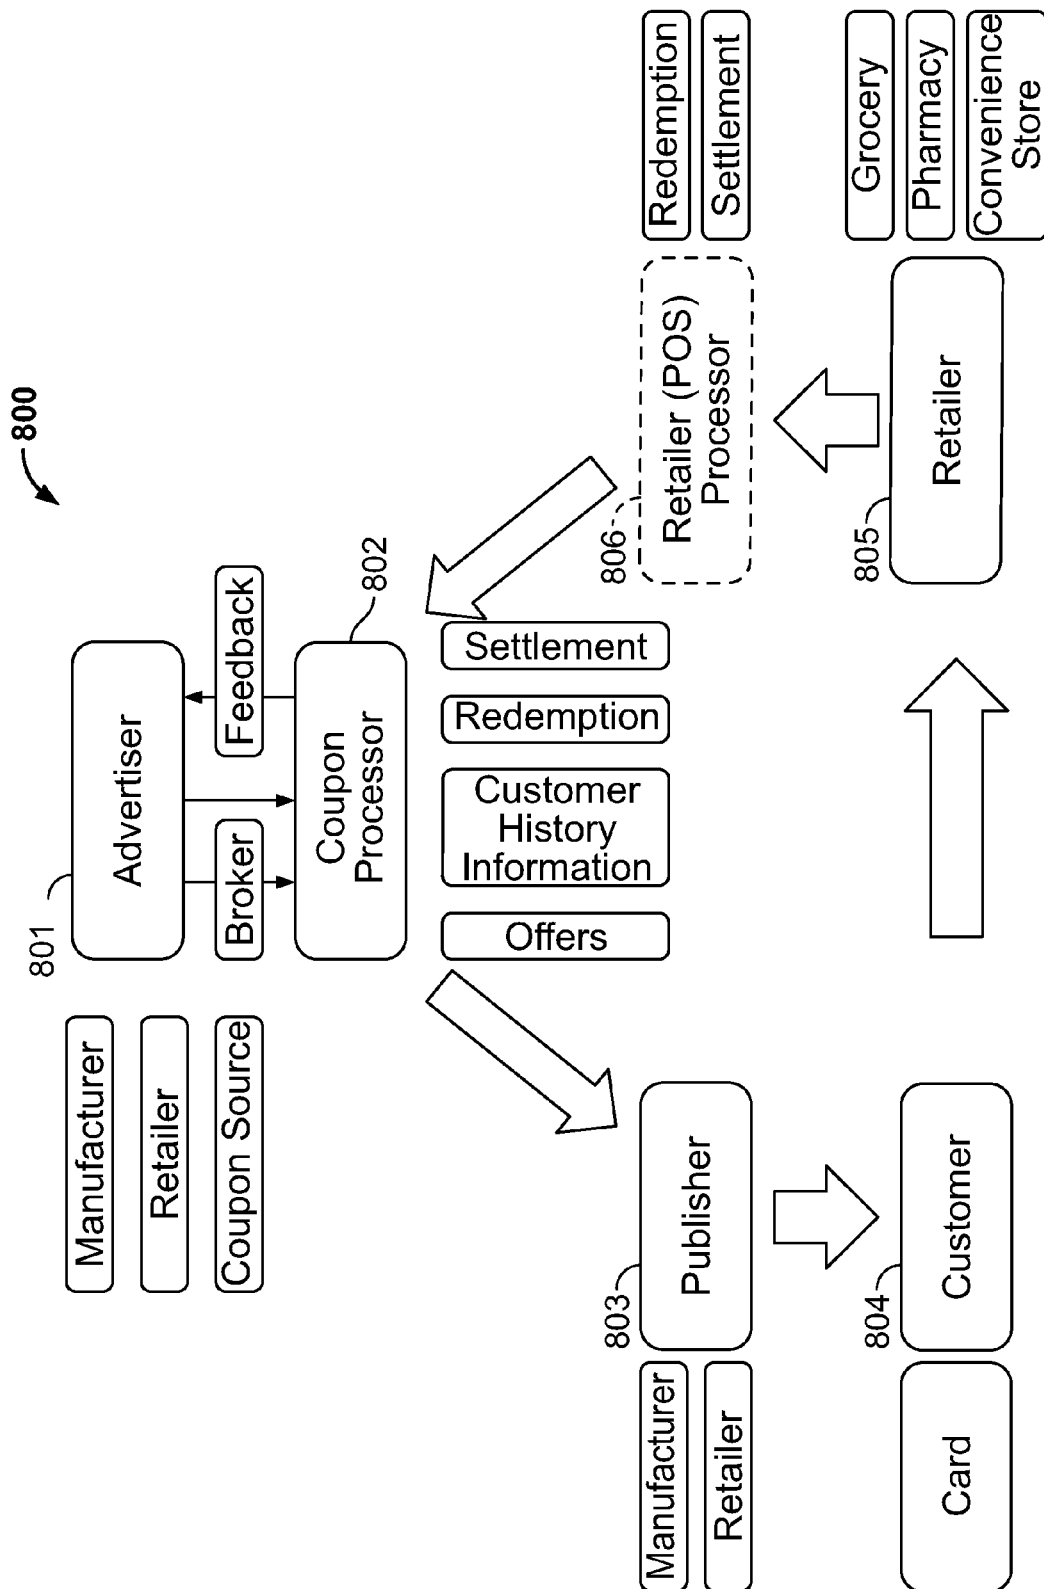 800
Manufacturer
Retailer
Coupon Source
801
Advertiser
Broker
Feedback
Coupon
Processor
802
Offers
Customer
History
Information
Redemption
Settlement
Manufacturer
Retailer
803
Publisher
806
Retailer (POS)
Processor
Redemption
Settlement
Card
804
Customer
805
Retailer
Grocery
Pharmacy
Convenience
Store